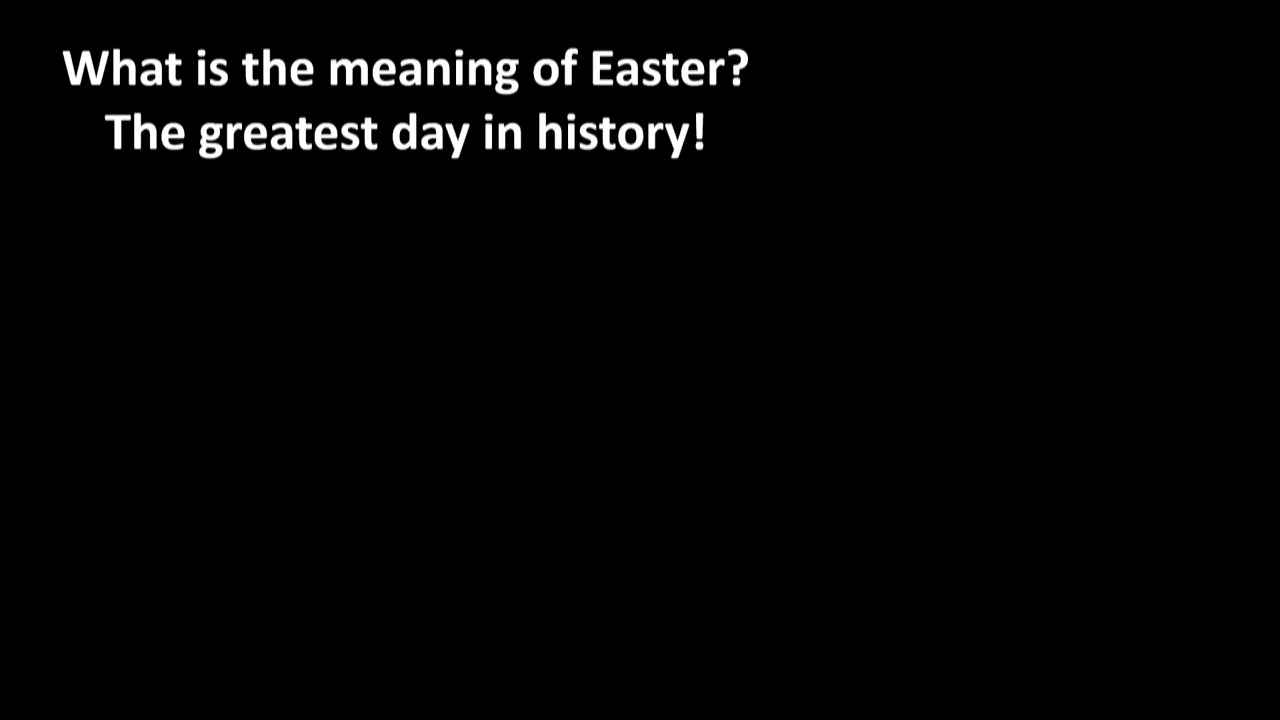 What is the meaning of Easter?
The greatest day in history!